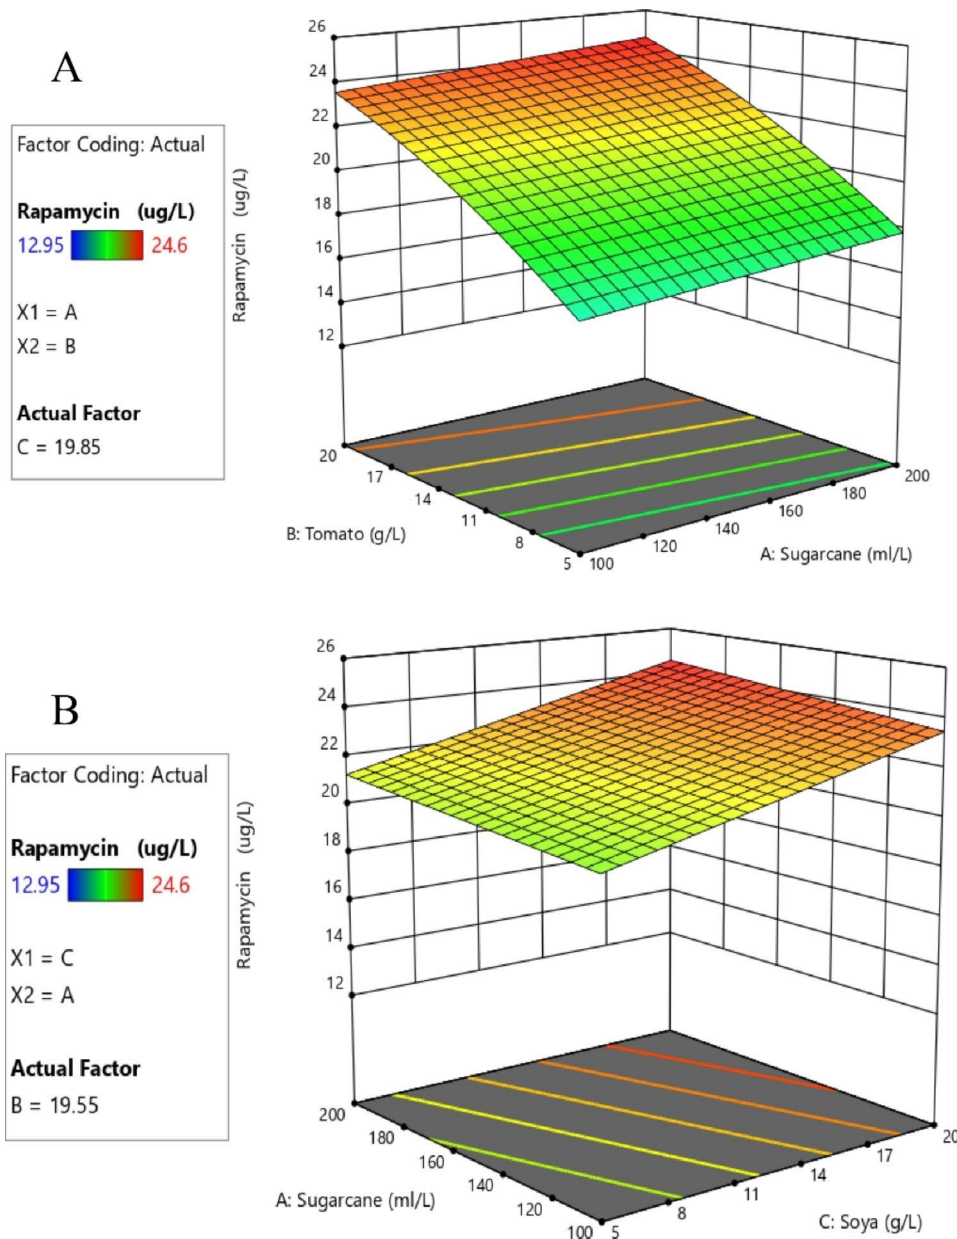 A
Factor Coding: Actual
Rapamycin (ug/L)
12.95 24.6
X1 = A
X2 = B
Actual Factor
C = 19.85
Rapamycin (ug/L)
26
24
22
20
18
16
14
12
20
17
14
11
8
5
B: Tomato (g/L)
100
120
140
160
180
200
A: Sugarcane (ml/L)
B
Factor Coding: Actual
Rapamycin (ug/L)
12.95 24.6
X1 = C
X2 = A
Actual Factor
B = 19.55
Rapamycin (ug/L)
26
24
22
20
18
16
14
12
200
180
160
140
120
100
A: Sugarcane (ml/L)
5
8
11
14
17
20
C: Soya (g/L)